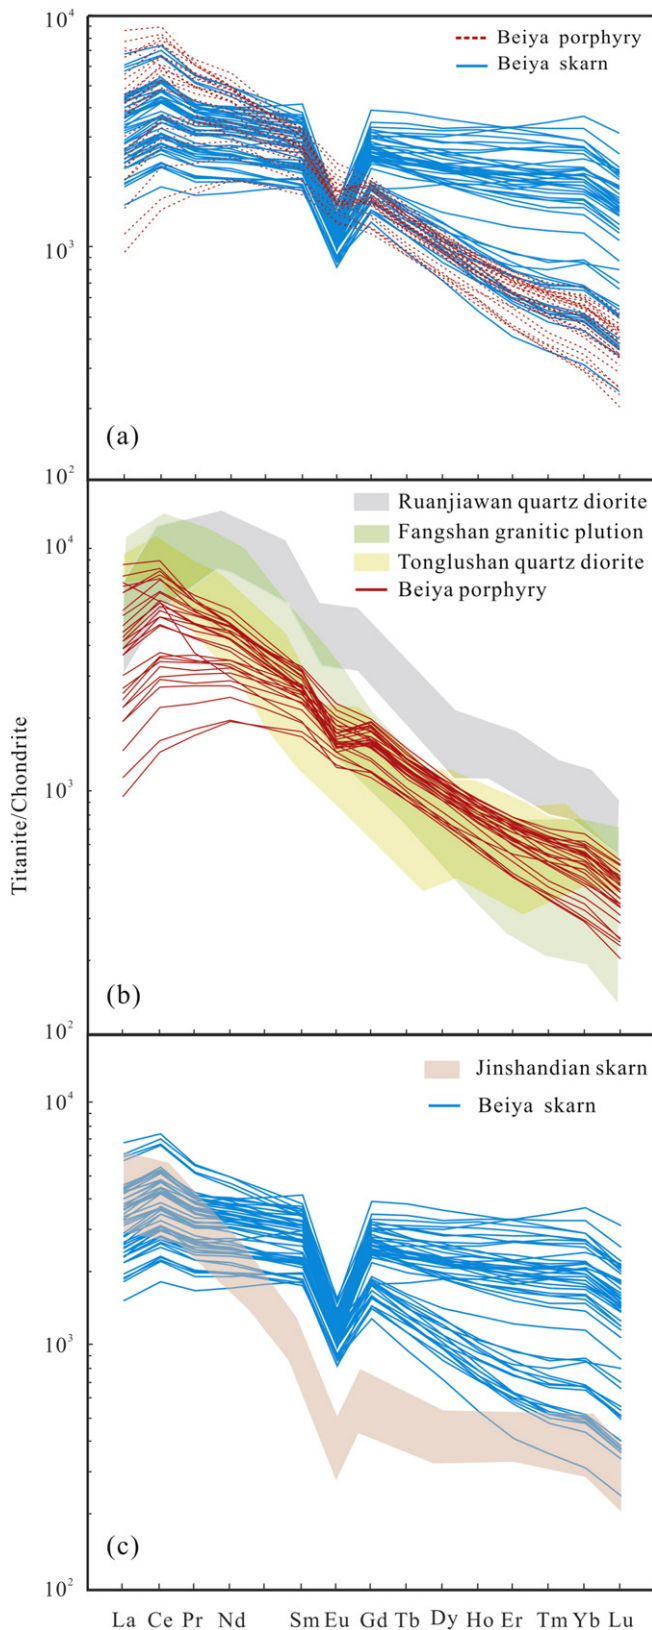 10⁴
Beiya porphyry
Beiya skarn
10³
(a)
10²
Ruanjiawan quartz diorite
Fangshan granitic plution
Tonglushan quartz diorite
Beiya porphyry
10⁴
Titanite/Chondrite
10³
(b)
10²
Jinshandian skarn
Beiya skarn
10⁴
10³
(c)
10²
La Ce Pr Nd Sm Eu Gd Tb Dy Ho Er Tm Yb Lu